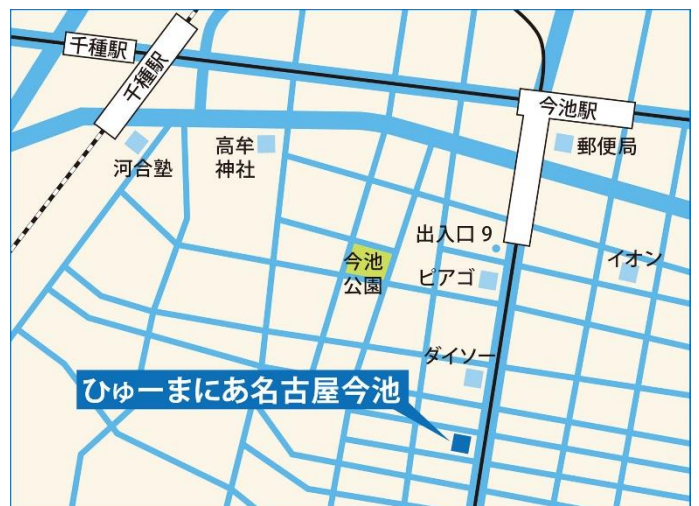 千種駅
千種駅
今池駅
河合塾
高牟
神社
郵便局
出入口 9
今池
公園
ピアゴ
イオン
ダイソー
ひゅーまにあ名古屋今池